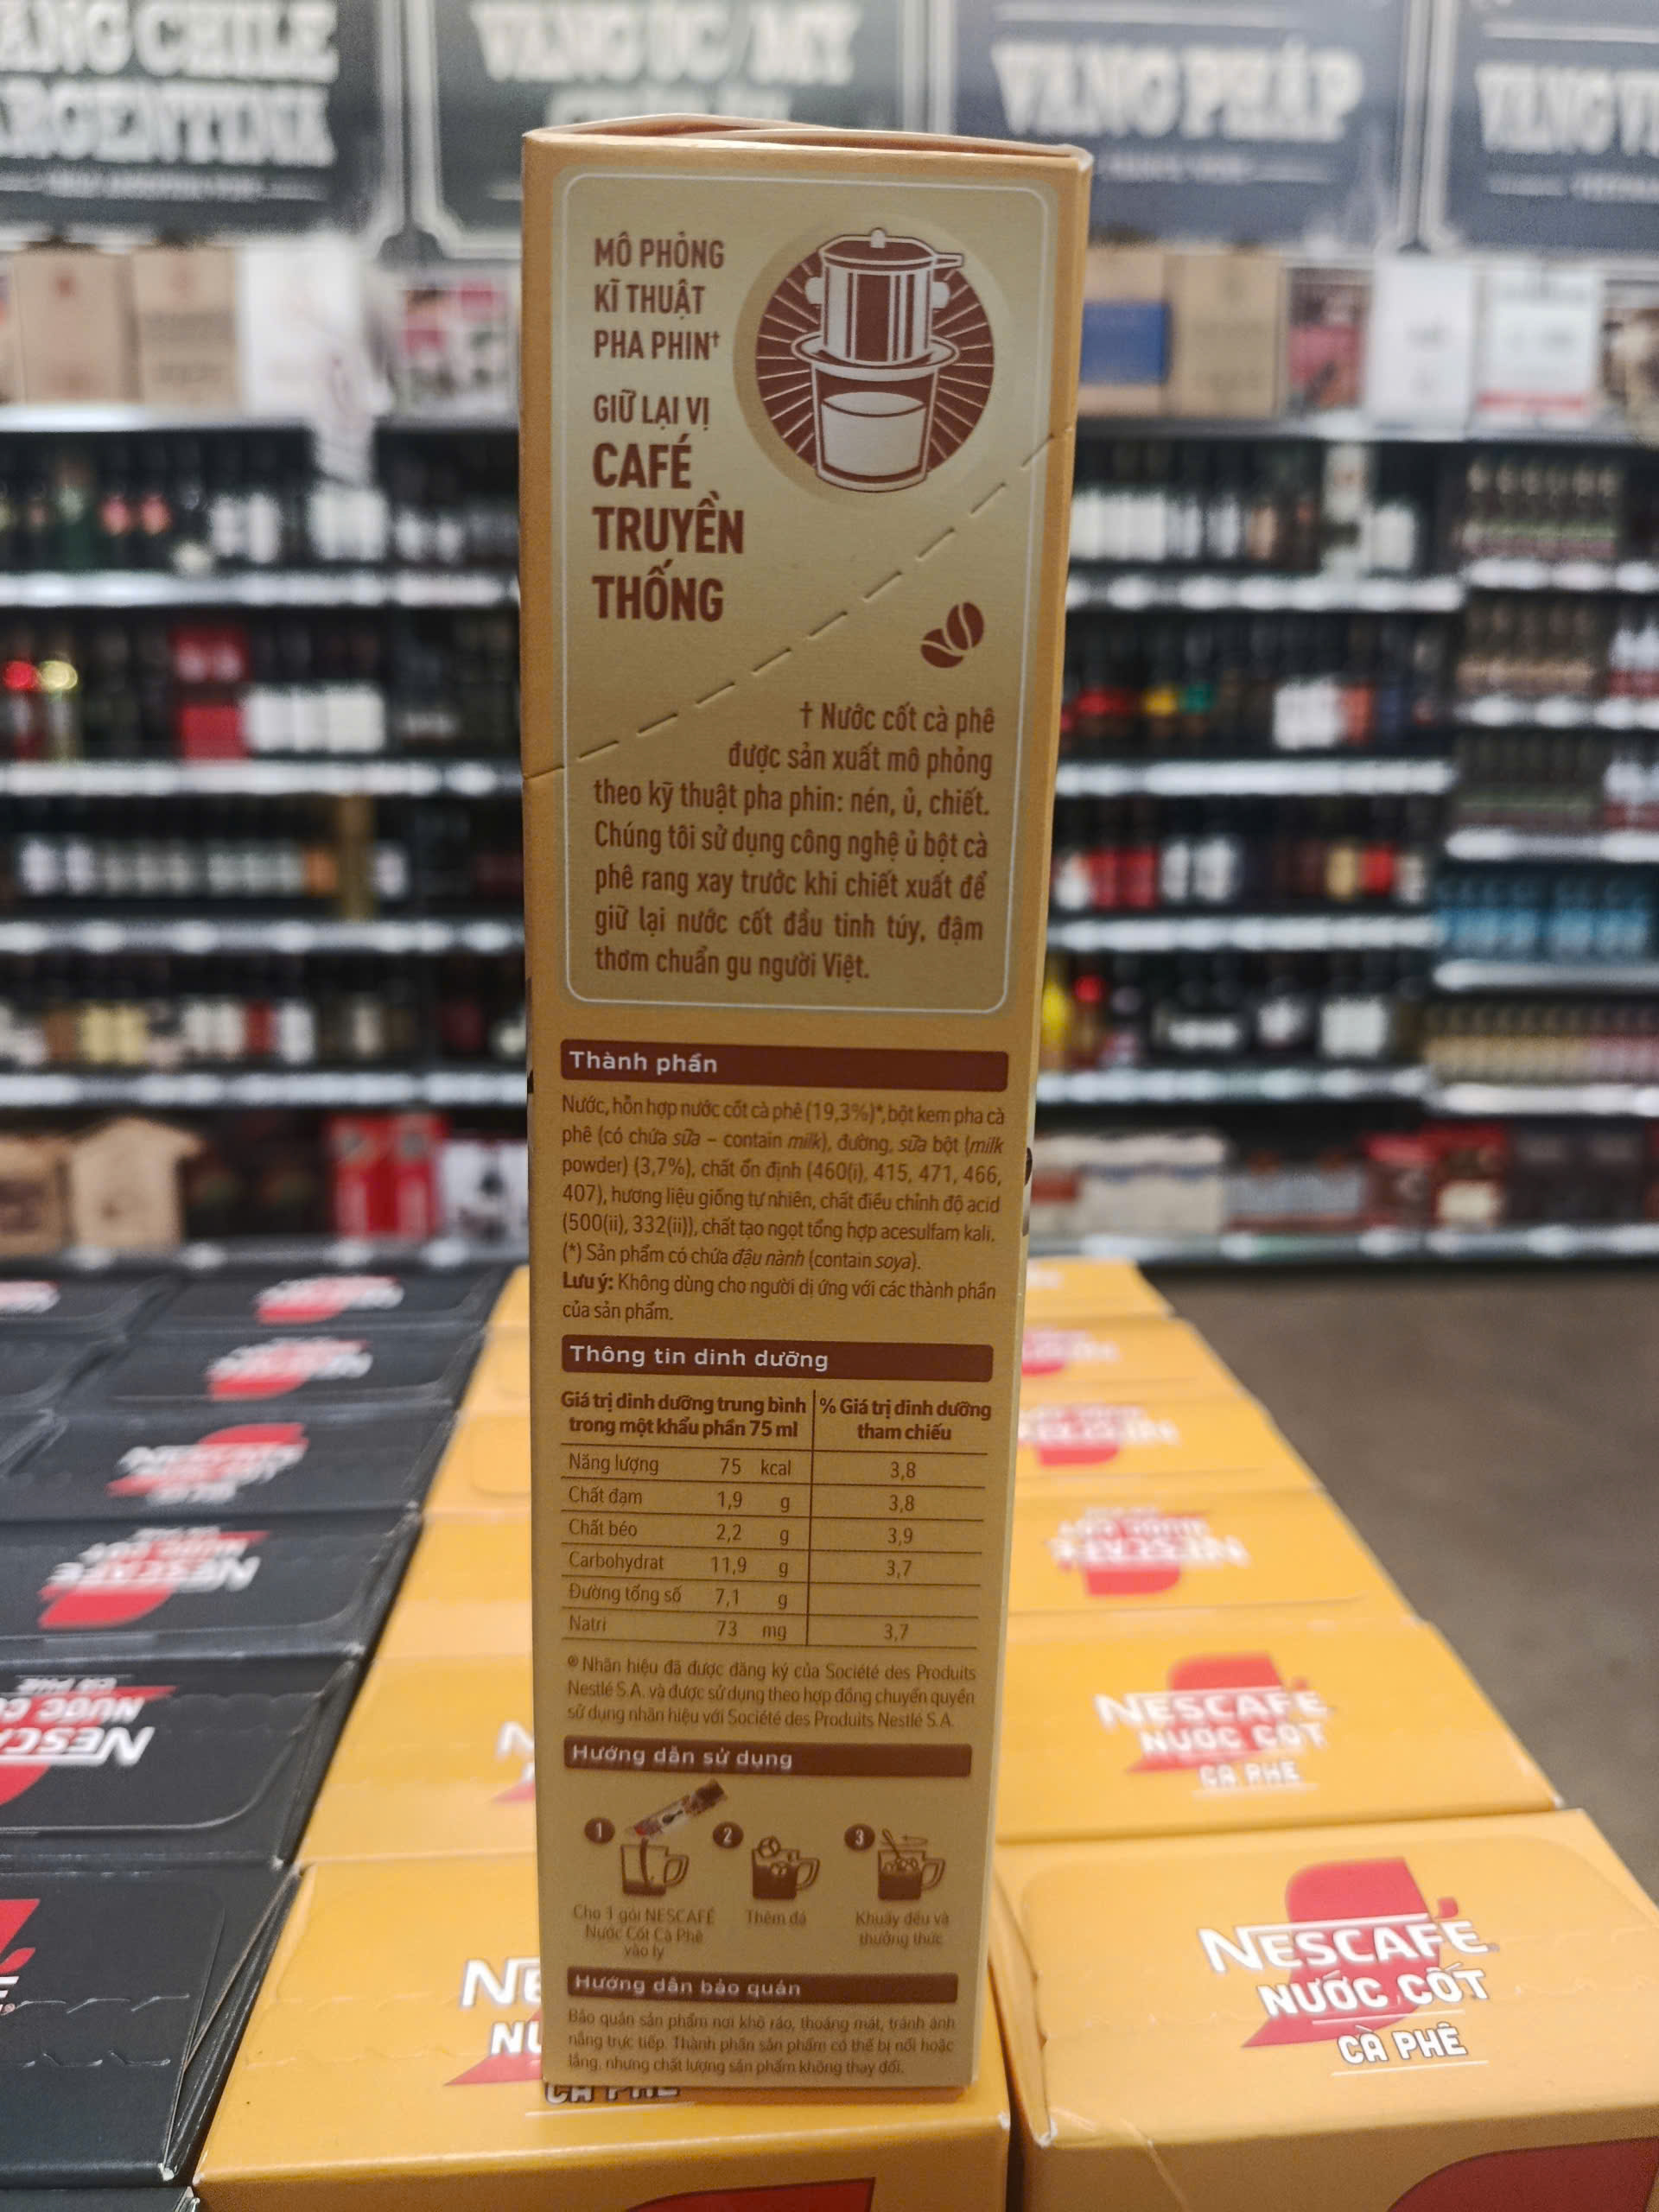 VANG PHÁP
MÔ PHỎNG
KĨ THUẬT
PHA PHIN†
GIỮ LẠI VỊ
CAFÉ
TRUYỀN
THỐNG
† Nước cốt cà phê
được sản xuất mô phỏng
theo kỹ thuật pha phin: nén, ủ, chiết.
Chúng tôi sử dụng công nghệ ủ bột cà
phê rang xay trước khi chiết xuất để
giữ lại nước cốt đầu tinh túy, đậm
thơm chuẩn gu người Việt.
Thành phần
Nước, hỗn hợp nước cốt cà phê (19,3%)*, bột kem pha cà
phê (có chứa sữa – contain milk), đường, sữa bột (milk
powder) (3,7%), chất ổn định (460(i), 415, 471, 466,
407), hương liệu giống tự nhiên, chất điều chỉnh độ acid
(500(ii), 332(ii)), chất tạo ngọt tổng hợp acesulfam kali.
(*) Sản phẩm có chứa đậu nành (contain soya).
Lưu ý: Không dùng cho người dị ứng với các thành phần
của sản phẩm.
Thông tin dinh dưỡng
Giá trị dinh dưỡng trung bình % Giá trị dinh dưỡng
trong một khẩu phần 75 ml tham chiếu
Năng lượng 75 kcal 3,8
Chất đạm 1,9 g 3,8
Chất béo 2,2 g 3,9
Carbohydrat 11,9 g 3,7
Đường tổng số 7,1 g
Natri 73 mg 3,7
® Nhãn hiệu đã được đăng ký của Société des Produits
Nestlé S.A. và được sử dụng theo hợp đồng chuyển quyền
sử dụng nhãn hiệu với Société des Produits Nestlé S.A.
Hướng dẫn sử dụng
1 2 3
Cho 1 gói NESCAFÉ Thêm đá Khuấy đều và
Nước Cốt Cà Phê thưởng thức
vào ly
Hướng dẫn bảo quản
Bảo quản sản phẩm nơi khô ráo, thoáng mát, tránh ánh
nắng trực tiếp. Thành phần sản phẩm có thể bị nổi hoặc
lắng, nhưng chất lượng sản phẩm không thay đổi.
NESCAFÉ
NƯỚC CỐT
CÀ PHÊ
NESCAFÉ
NƯỚC CỐT
CÀ PHÊ